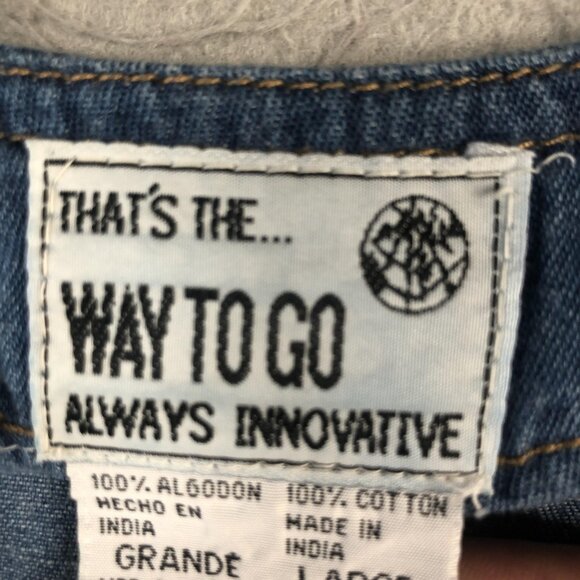 THAT'S THE...
WAY TO GO
ALWAYS INNOVATIVE
100% ALGODON
HECHO EN
INDIA
GRANDE
100% COTTON
MADE IN
INDIA